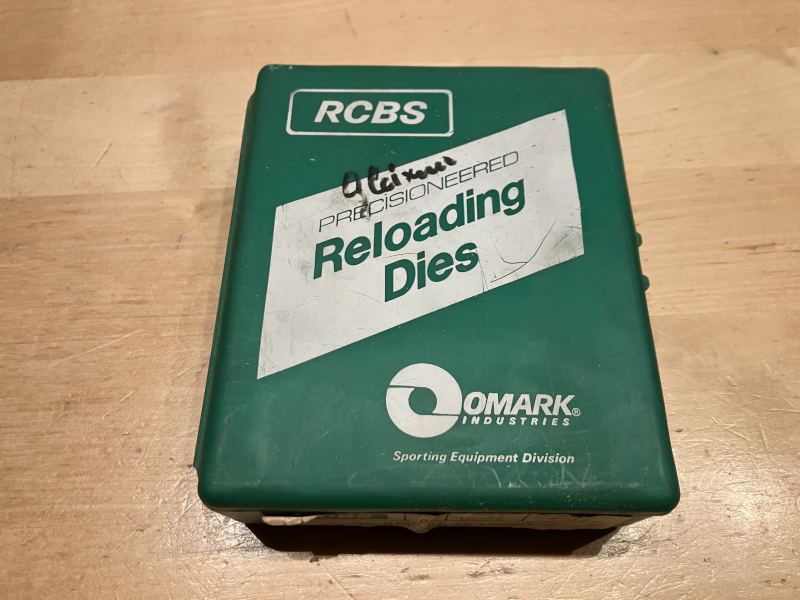 RCBS
PRECISIONEERED
Reloading
Dies
OMARK®
INDUSTRIES
Sporting Equipment Division